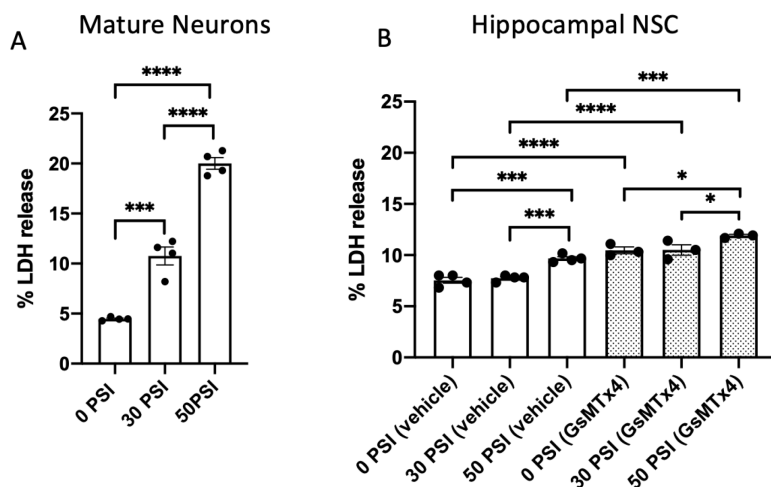 Mature Neurons
A
****
****
***
25
20
15
10
5
0
% LDH release
0 PSI
30 PSI
50PSI
Hippocampal NSC
B
***
****
****
*
***
*
***
25
20
15
10
5
0
% LDH release
0 PSI (vehicle)
30 PSI (vehicle)
50 PSI (vehicle)
0 PSI (GsMTx4)
30 PSI (GsMTx4)
50 PSI (GsMTx4)